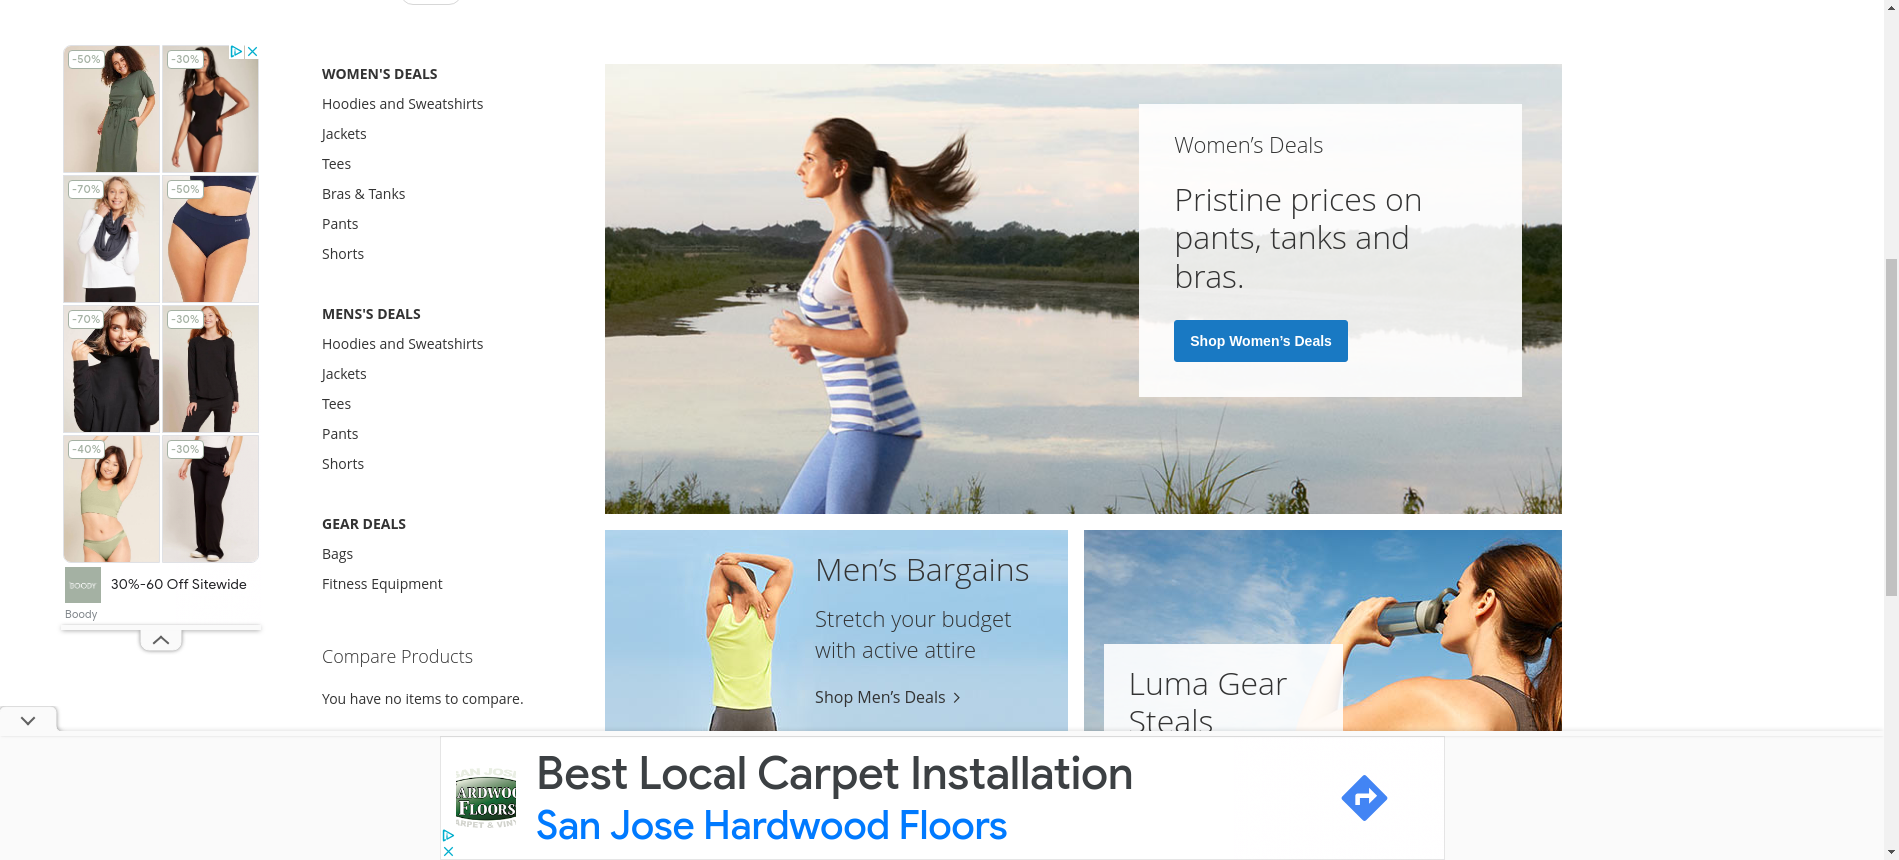 -50%
-30%
-70%
-50%
-70%
-30%
-40%
-30%
BOODY
30%-60 Off Sitewide
Boody
WOMEN'S DEALS
Hoodies and Sweatshirts
Jackets
Tees
Bras & Tanks
Pants
Shorts
MENS'S DEALS
Hoodies and Sweatshirts
Jackets
Tees
Pants
Shorts
GEAR DEALS
Bags
Fitness Equipment
Compare Products
You have no items to compare.
Women’s Deals
Pristine prices on
pants, tanks and
bras.
Shop Women’s Deals
Men’s Bargains
Stretch your budget
with active attire
Shop Men’s Deals
Luma Gear
Steals
FLOORS
Best Local Carpet Installation
San Jose Hardwood Floors